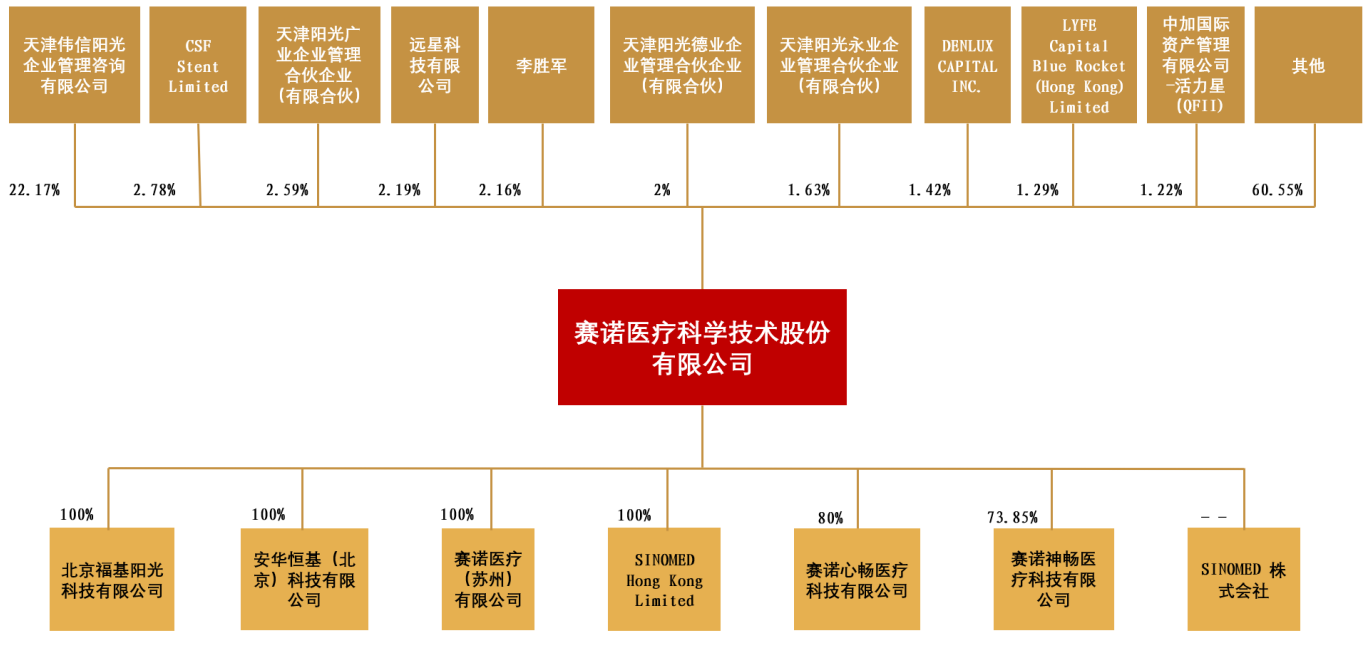 天津伟信阳光
企业管理咨询
有限公司
CSF
Stent
Limited
天津阳光广
业企业管理
合伙企业
(有限合伙)
远星科
技有限
公司
李胜军
天津阳光德业企
业管理合伙企业
(有限合伙)
天津阳光永业企
业管理合伙企业
(有限合伙)
DENLUX
CAPITAL
INC.
LYFE
Capital
Blue Rocket
(Hong Kong)
Limited
中加国际
资产管理
有限公司
-活力星
(QFII)
其他
22.17%
2.78%
2.59%
2.19%
2.16%
2%
1.63%
1.42%
1.29%
1.22%
60.55%
赛诺医疗科学技术股份
有限公司
100%
100%
100%
100%
80%
73.85%
--
北京福基阳光
科技有限公司
安华恒基（北
京）科技有限
公司
赛诺医疗
（苏州）
有限公司
SINOMED
Hong Kong
Limited
赛诺心畅医疗
科技有限公司
赛诺神畅医
疗科技有限
公司
SINOMED 株
式会社